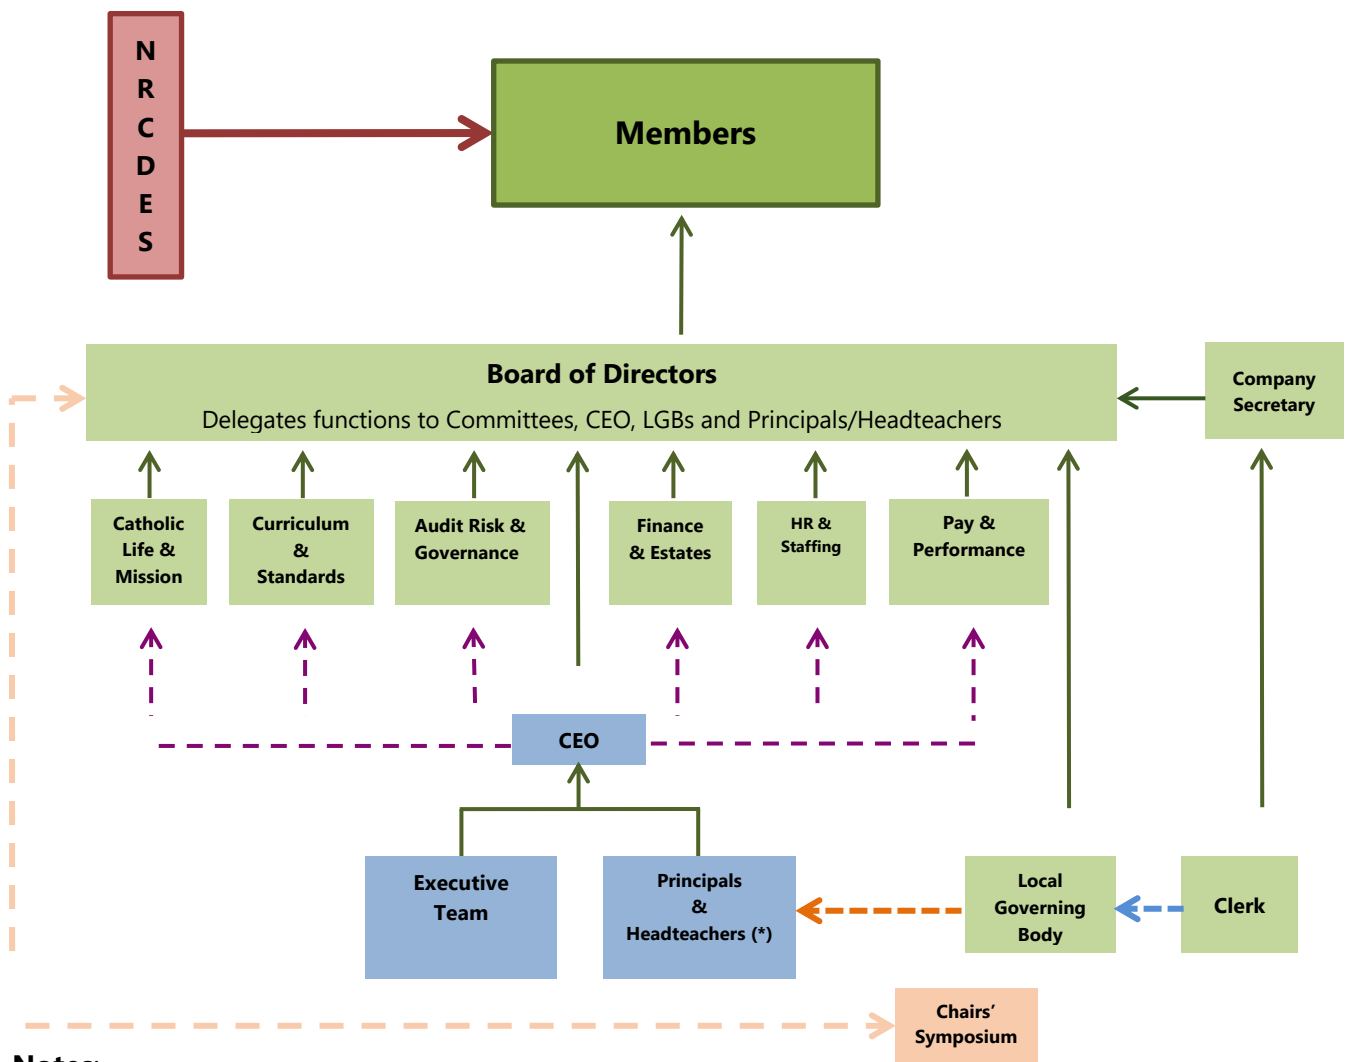 N
R
C
D
E
S
Members
Board of Directors
Delegates functions to Committees, CEO, LGBs and Principals/Headteachers
Company
Secretary
Catholic
Life &
Mission
Curriculum
&
Standards
Audit Risk &
Governance
Finance
& Estates
HR &
Staffing
Pay &
Performance
CEO
Executive
Team
Principals
&
Headteachers (*)
Local
Governing
Body
Clerk
Chairs’
Symposium
Notes: